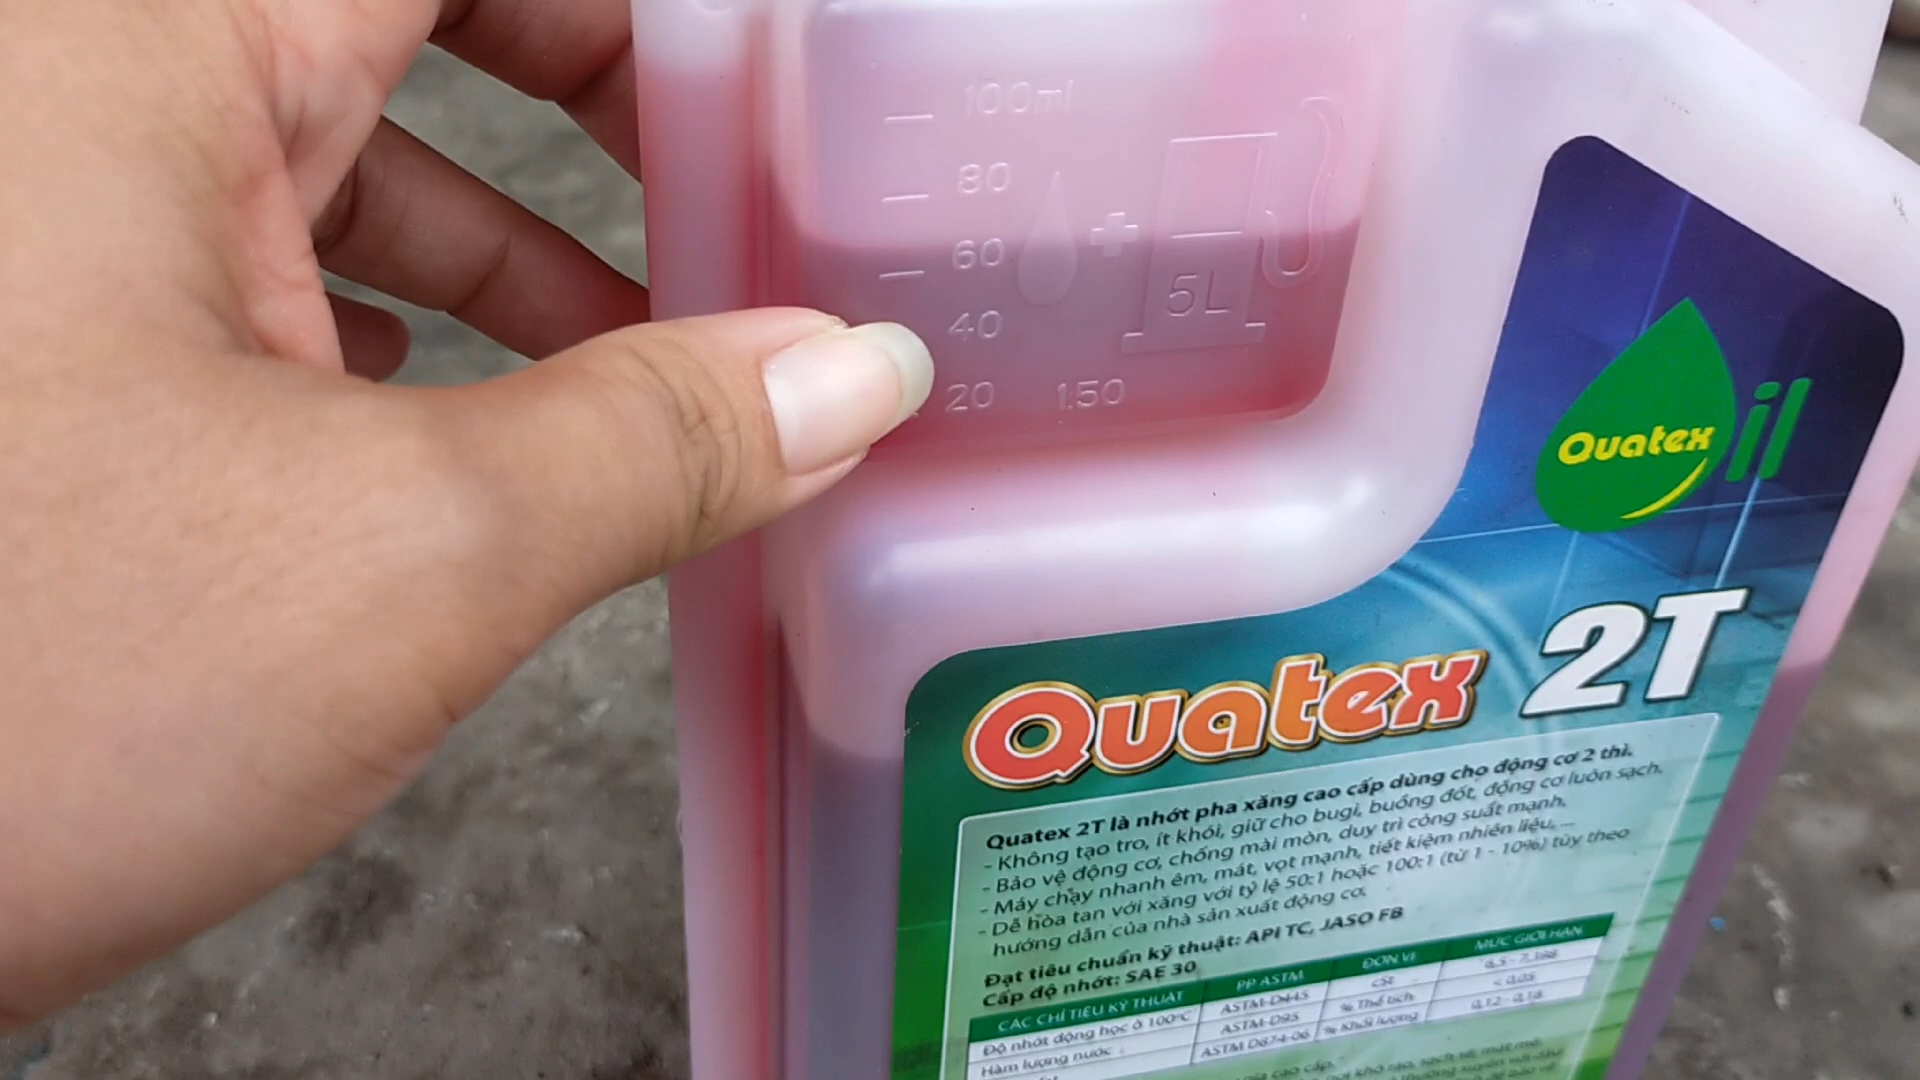 100ml
80
60
40
5L
20 1.50
Quatex
il
Quatex 2T
Quatex 2T là nhớt pha xăng cao cấp dùng cho động cơ 2 thì.
- Không tạo tro, ít khói, giữ cho bugi, buồng đốt, động cơ luôn sạch.
- Bảo vệ động cơ, chống mài mòn, duy trì công suất mạnh.
- Máy chạy nhanh êm, mát, vọt mạnh, tiết kiệm nhiên liệu, ...
- Dễ hòa tan với xăng với tỷ lệ 50:1 hoặc 100:1 (từ 1 - 10%) tùy theo
hướng dẫn của nhà sản xuất động cơ.
Đạt tiêu chuẩn kỹ thuật: API TC, JASO FB
Cấp độ nhớt: SAE 30
CÁC CHỈ TIÊU KỸ THUẬT PP ASTM ĐƠN VỊ MỨC GIỚI HẠN
Độ nhớt động học ở 100°C ASTM-D445 cSt
Hàm lượng nước ASTM-D95 % Thể tích < 0,05
ASTM D874-06 % Khối lượng 0,12 - 0,18